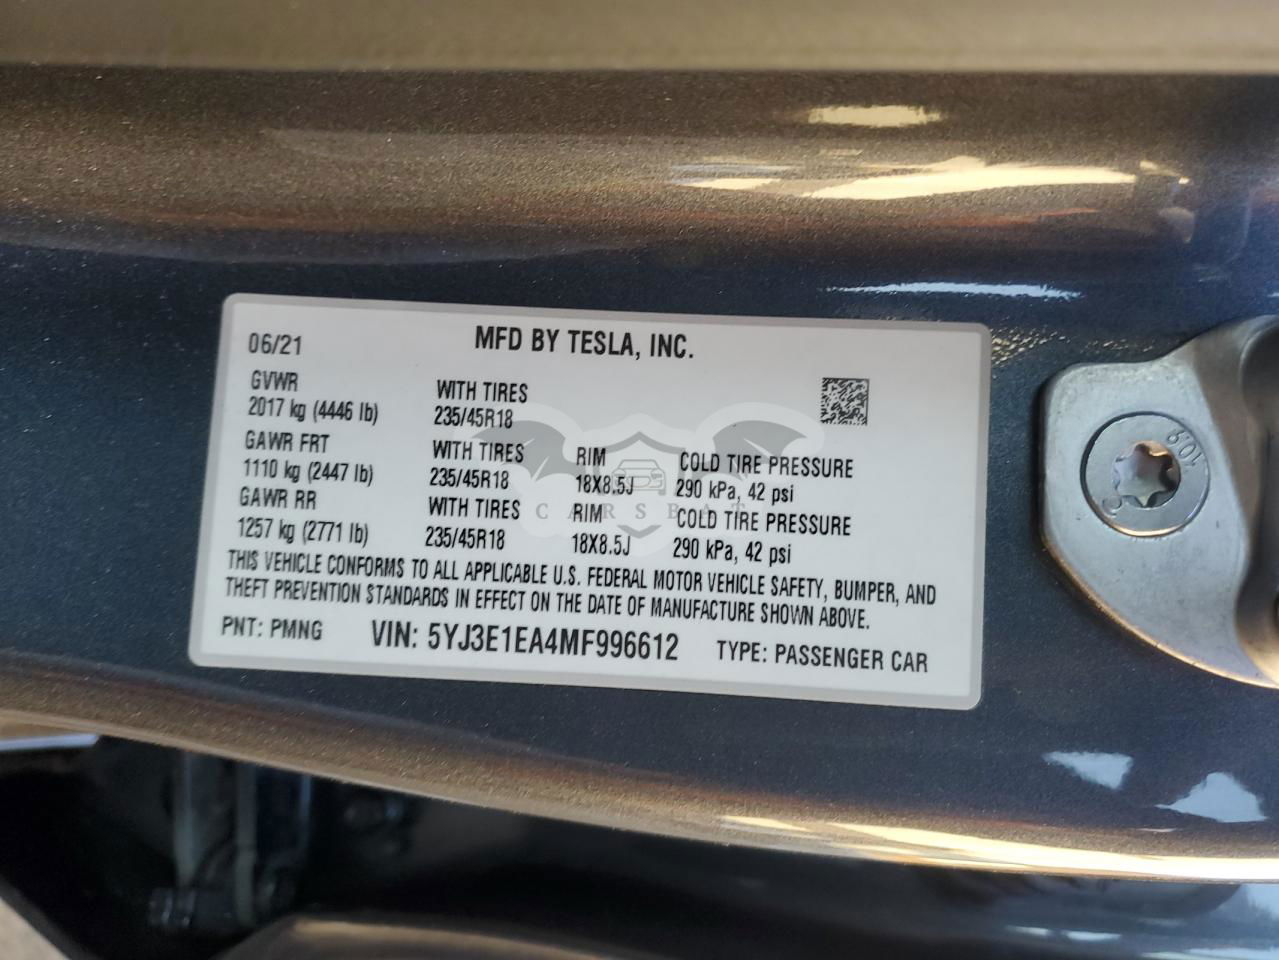 06/21 MFD BY TESLA, INC.
GVWR WITH TIRES
2017 kg (4446 lb) 235/45R18
GAWR FRT WITH TIRES RIM COLD TIRE PRESSURE
1110 kg (2447 lb) 235/45R18 18X8.5J 290 kPa, 42 psi
GAWR RR WITH TIRES RIM COLD TIRE PRESSURE
1257 kg (2771 lb) 235/45R18 18X8.5J 290 kPa, 42 psi
THIS VEHICLE CONFORMS TO ALL APPLICABLE U.S. FEDERAL MOTOR VEHICLE SAFETY, BUMPER, AND
THEFT PREVENTION STANDARDS IN EFFECT ON THE DATE OF MANUFACTURE SHOWN ABOVE.
PNT: PMNG VIN: 5YJ3E1EA4MF996612 TYPE: PASSENGER CAR
CARSBAT